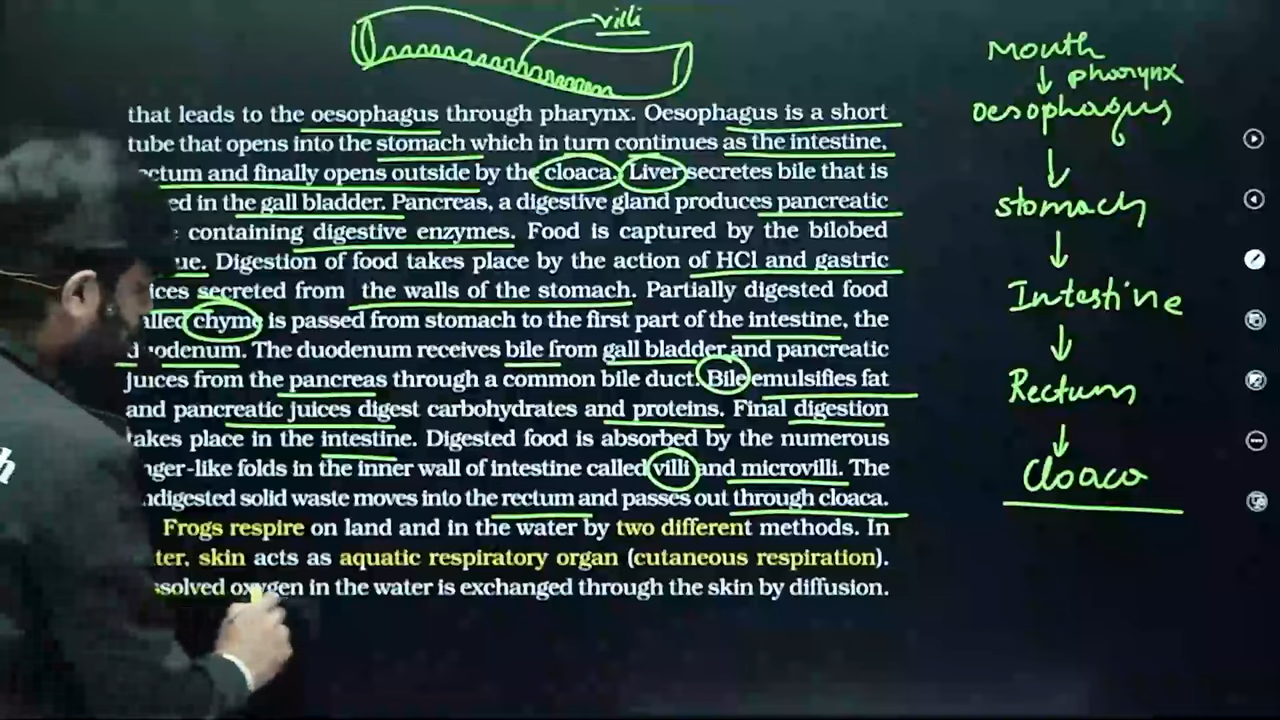 villi
that leads to the oesophagus through pharynx. Oesophagus is a short
tube that opens into the stomach which in turn continues as the intestine,
ctum and finally opens outside by the cloaca. Liver secretes bile that is
ed in the gall bladder. Pancreas, a digestive gland produces pancreatic
containing digestive enzymes. Food is captured by the bilobed
ue. Digestion of food takes place by the action of HCl and gastric
ices secreted from the walls of the stomach. Partially digested food
alled chyme is passed from stomach to the first part of the intestine, the
d odenum. The duodenum receives bile from gall bladder and pancreatic
juices from the pancreas through a common bile duct. Bile emulsifies fat
and pancreatic juices digest carbohydrates and proteins. Final digestion
takes place in the intestine. Digested food is absorbed by the numerous
nger-like folds in the inner wall of intestine called villi and microvilli. The
ndigested solid waste moves into the rectum and passes out through cloaca.
Frogs respire on land and in the water by two different methods. In
ter, skin acts as aquatic respiratory organ (cutaneous respiration).
ssolved oxygen in the water is exchanged through the skin by diffusion.
h
Mouth
↓ pharynx
Oesophagus
↓
Stomach
↓
Intestine
↓
Rectum
↓
Cloaca